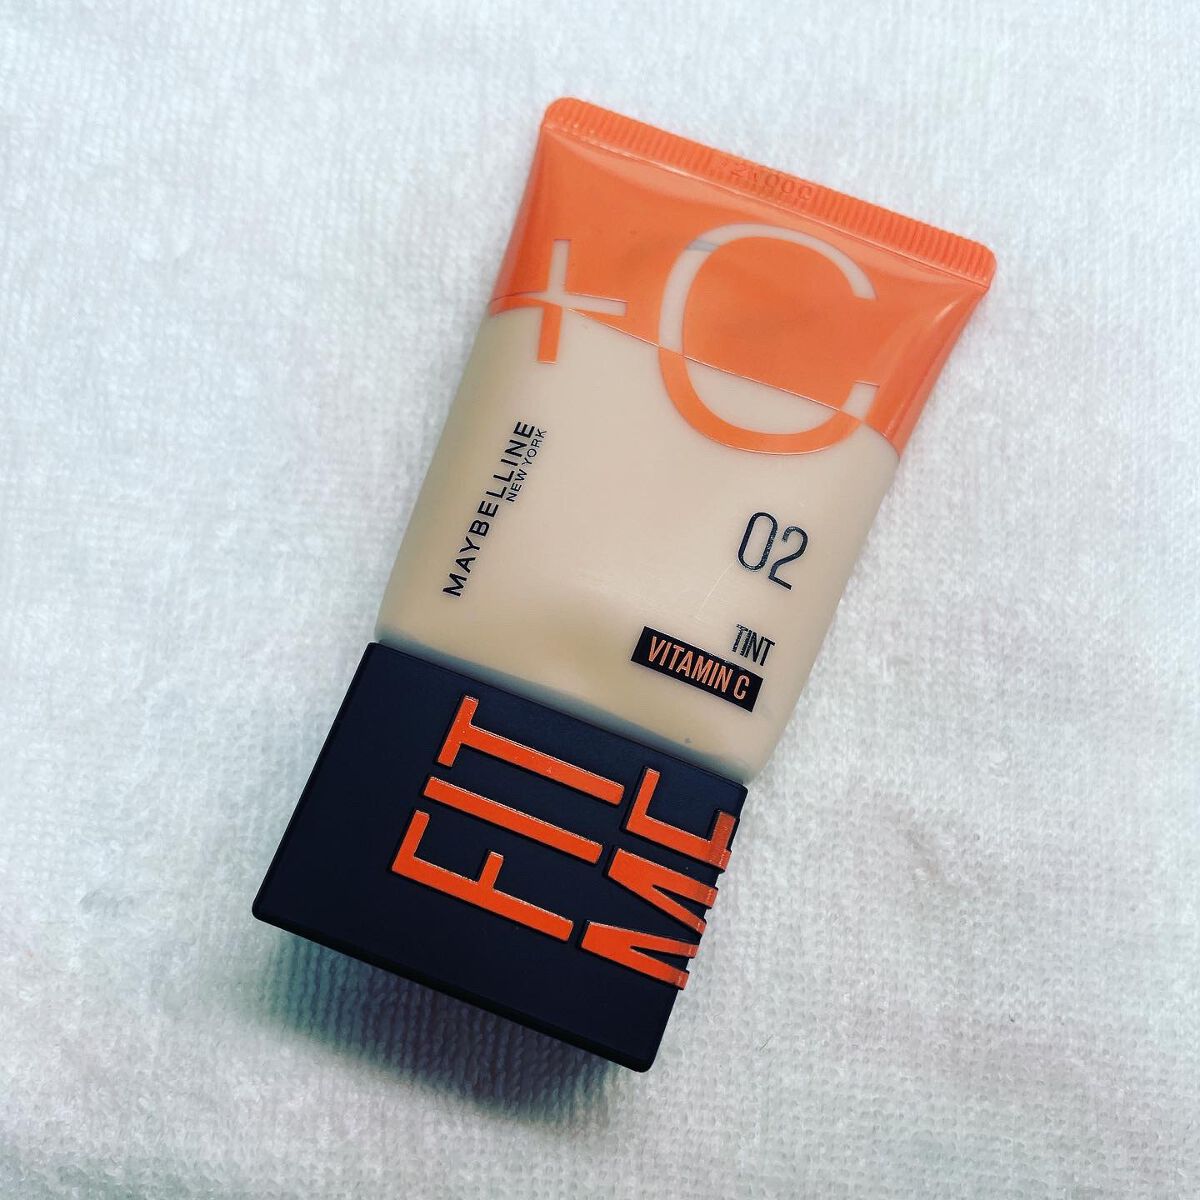 +C
MAYBELLINE
NEW YORK
02
TINT
VITAMIN C
FIT
ME